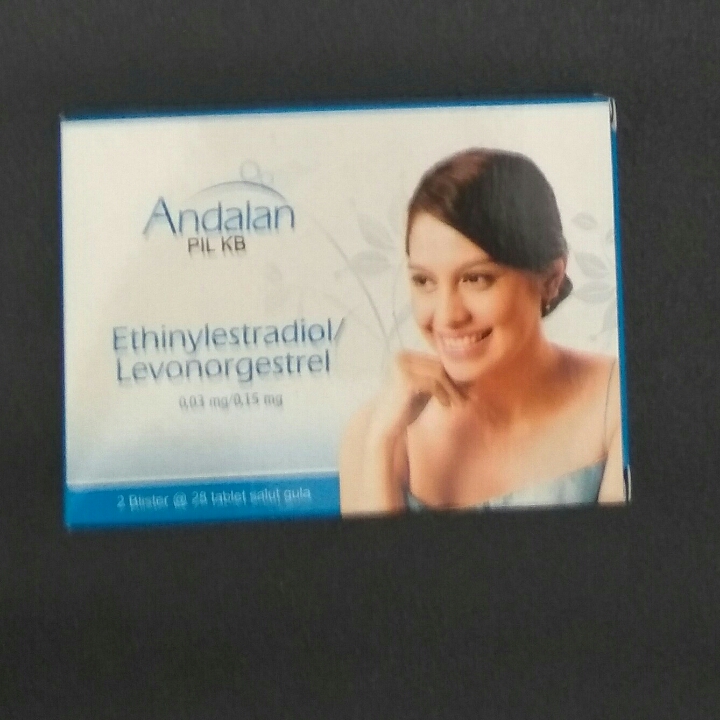 Andalan
PIL KB
Ethinylestradiol/
Levonorgestrel
0,03 mg/0,15 mg
2 Blister @ 28 tablet salut gula